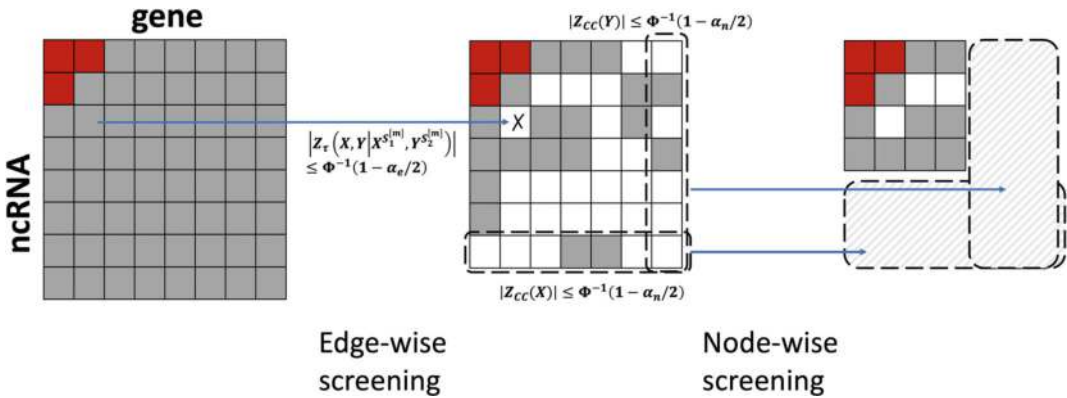 gene
ncRNA
|Z_CC(Y)| ≤ Φ⁻¹(1 − α_n/2)
X
|Z_τ(X, Y|X^{S_1^{[m]}}, Y^{S_2^{[m]}})|
≤ Φ⁻¹(1 − α_e/2)
|Z_CC(X)| ≤ Φ⁻¹(1 − α_n/2)
Edge-wise
screening
Node-wise
screening